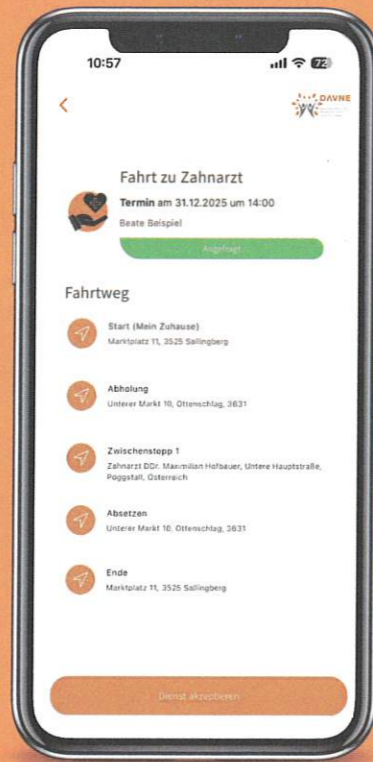 10:57
72
DAVNE
Fahrt zu Zahnarzt
Termin am 31.12.2025 um 14:00
Beate Beispiel
Angefragt
Fahrtweg
Start (Mein Zuhause)
Marktplatz 11, 3525 Sallingberg
Abholung
Unterer Markt 10, Ottenschlag, 3631
Zwischenstopp 1
Zahnarzt DDr. Maximilian Hofbauer, Untere Hauptstraße,
Pöggstall, Österreich
Absetzen
Unterer Markt 10, Ottenschlag, 3631
Ende
Marktplatz 11, 3525 Sallingberg
Dienst akzeptieren